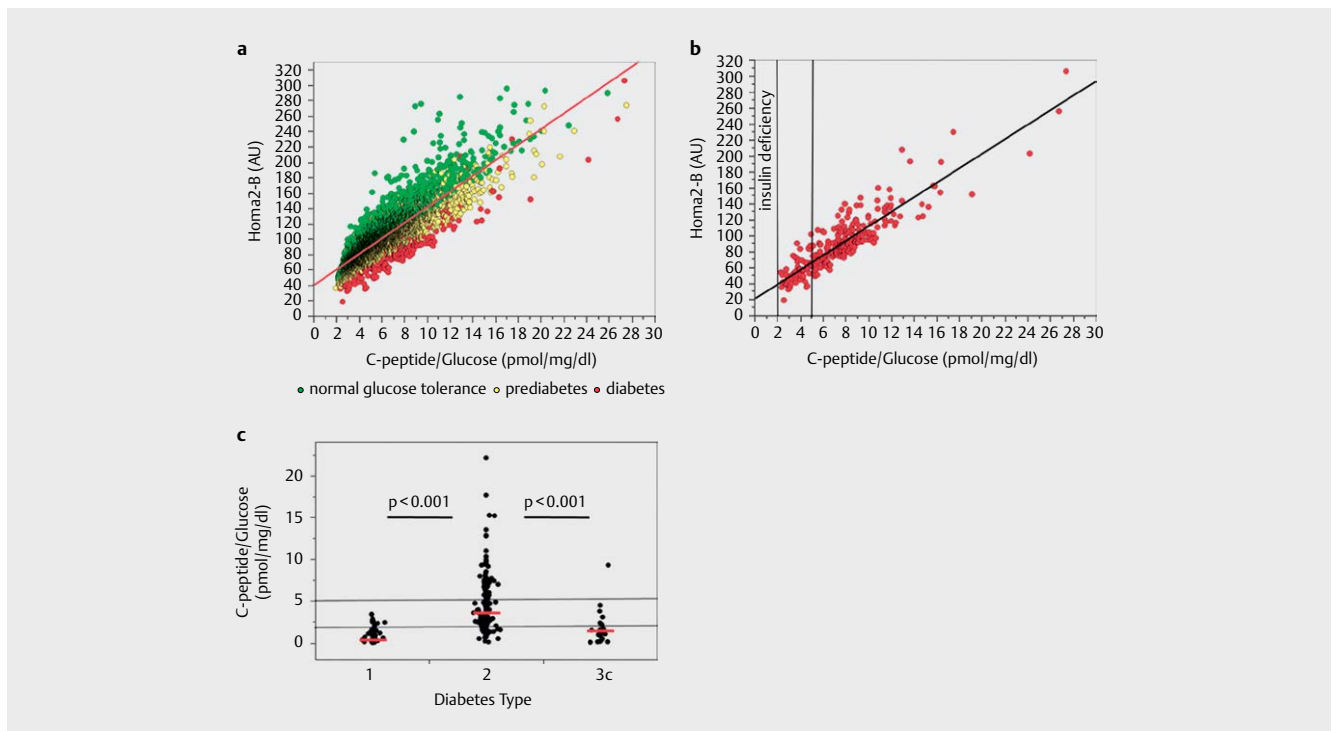 a
320
300
280
260
240
220
200
180
160
140
120
100
80
60
40
20
0
Homa2-B (AU)
0 2 4 6 8 10 12 14 16 18 20 22 24 26 28 30
C-peptide/Glucose (pmol/mg/dl)
normal glucose tolerance prediabetes diabetes
b
320
300
280
260
240
220
200
180
160
140
120
100
80
60
40
20
0
Homa2-B (AU)
insulin deficiency
0 2 4 6 8 10 12 14 16 18 20 22 24 26 28 30
C-peptide/Glucose (pmol/mg/dl)
c
20
15
10
5
0
C-peptide/Glucose
(pmol/mg/dl)
p < 0.001 p < 0.001
1 2 3c
Diabetes Type